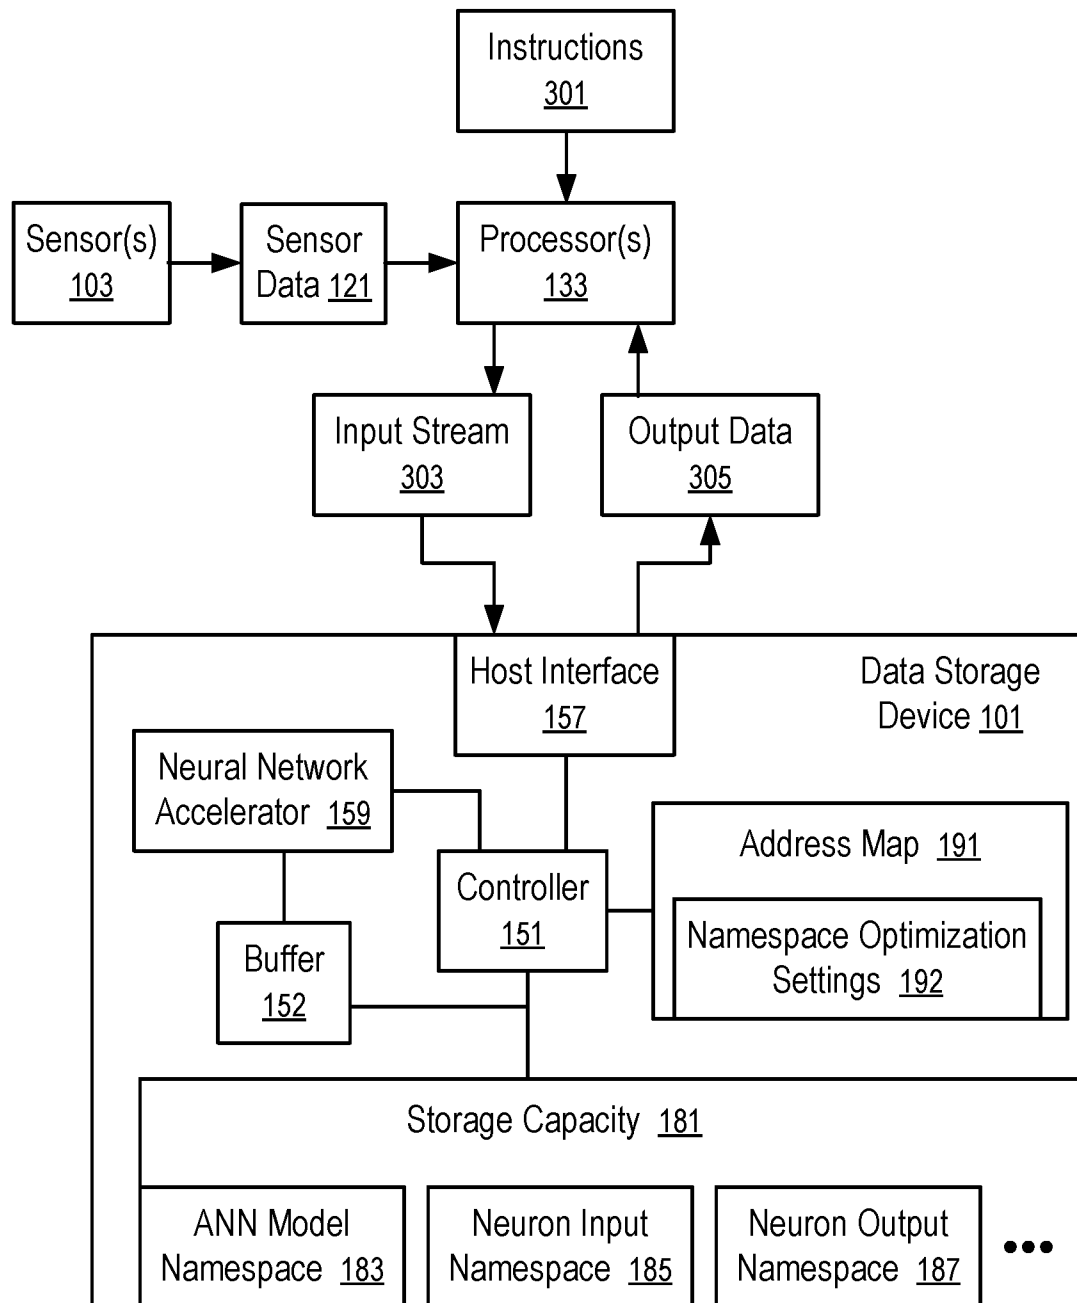 Instructions
301
Sensor(s)
103
Sensor
Data 121
Processor(s)
133
Input Stream
303
Output Data
305
Host Interface
157
Data Storage
Device 101
Neural Network
Accelerator 159
Address Map 191
Controller
151
Namespace Optimization
Settings 192
Buffer
152
Storage Capacity 181
ANN Model
Namespace 183
Neuron Input
Namespace 185
Neuron Output
Namespace 187
•••